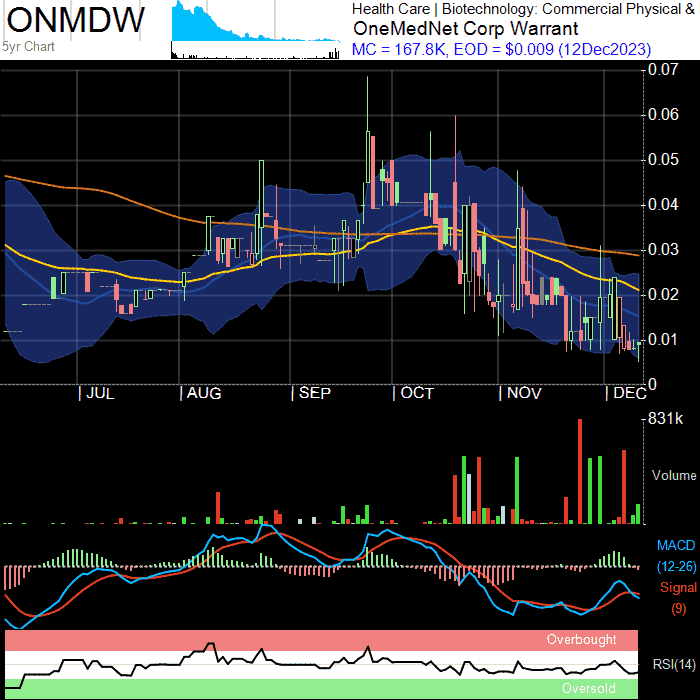 ONMDW
5yr Chart
Health Care | Biotechnology: Commercial Physical &
OneMedNet Corp Warrant
MC = 167.8K, EOD = $0.009 (12Dec2023)
0.07
0.06
0.05
0.04
0.03
0.02
0.01
0
| JUL | AUG | SEP | OCT | NOV | DEC
831k
Volume
MACD
(12-26)
Signal
(9)
Overbought
RSI(14)
Oversold